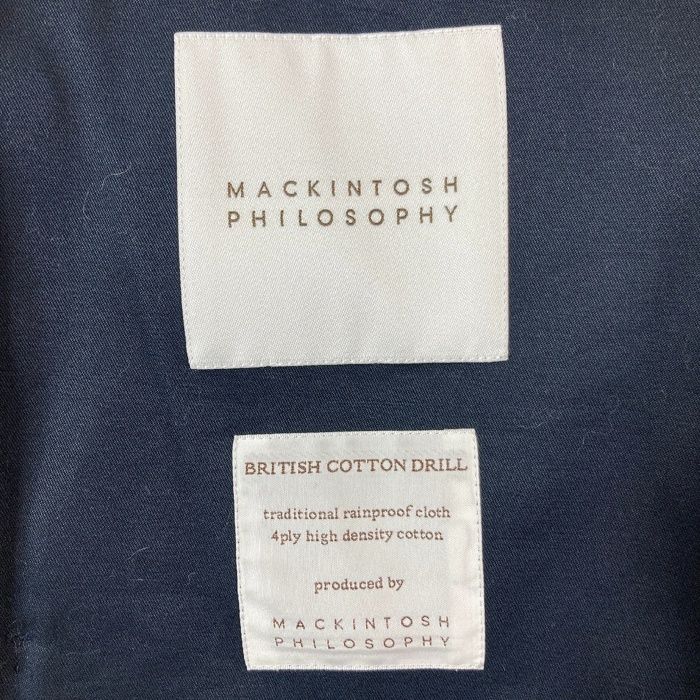 MACKINTOSH
PHILOSOPHY
BRITISH COTTON DRILL
traditional rainproof cloth
4ply high density cotton
produced by
MACKINTOSH
PHILOSOPHY